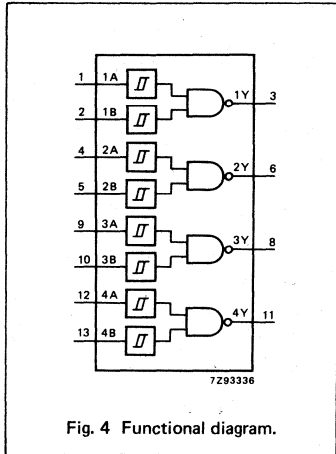 1 1A 1Y 3
2 1B
4 2A 2Y 6
5 2B
9 3A 3Y 8
10 3B
12 4A 4Y 11
13 4B
7Z93336
Fig. 4 Functional diagram.